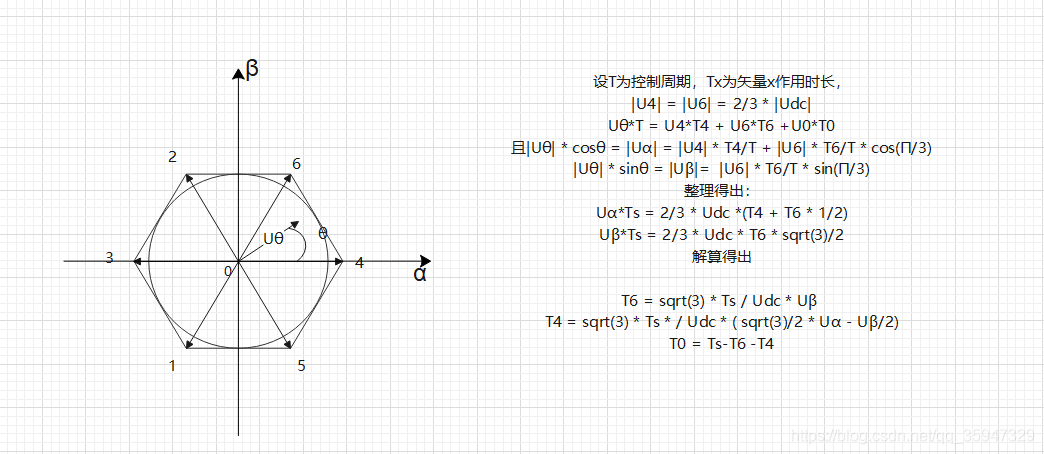 β
2
6
Uθ
θ
3
0
4
α
1
5
设T为控制周期，Tx为矢量x作用时长，
|U4| = |U6| = 2/3 * |Udc|
Uθ*T = U4*T4 + U6*T6 +U0*T0
且|Uθ| * cosθ = |Uα| = |U4| * T4/T + |U6| * T6/T * cos(Π/3)
|Uθ| * sinθ = |Uβ|= |U6| * T6/T * sin(Π/3)
整理得出：
Uα*Ts = 2/3 * Udc *(T4 + T6 * 1/2)
Uβ*Ts = 2/3 * Udc * T6 * sqrt(3)/2
解算得出
T6 = sqrt(3) * Ts / Udc * Uβ
T4 = sqrt(3) * Ts * / Udc * ( sqrt(3)/2 * Uα - Uβ/2)
T0 = Ts-T6 -T4
https://blog.csdn.net/qq_35947329